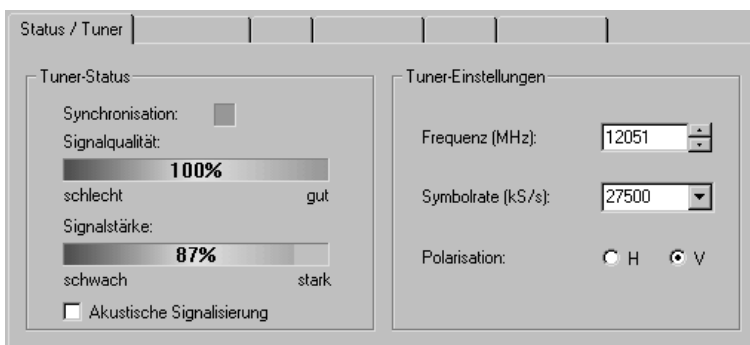 Status / Tuner
Tuner-Status
Synchronisation:
Signalqualität:
100%
schlecht gut
Signalstärke:
87%
schwach stark
Akustische Signalisierung
Tuner-Einstellungen
Frequenz (MHz): 12051
Symbolrate (kS/s): 27500
Polarisation: H V